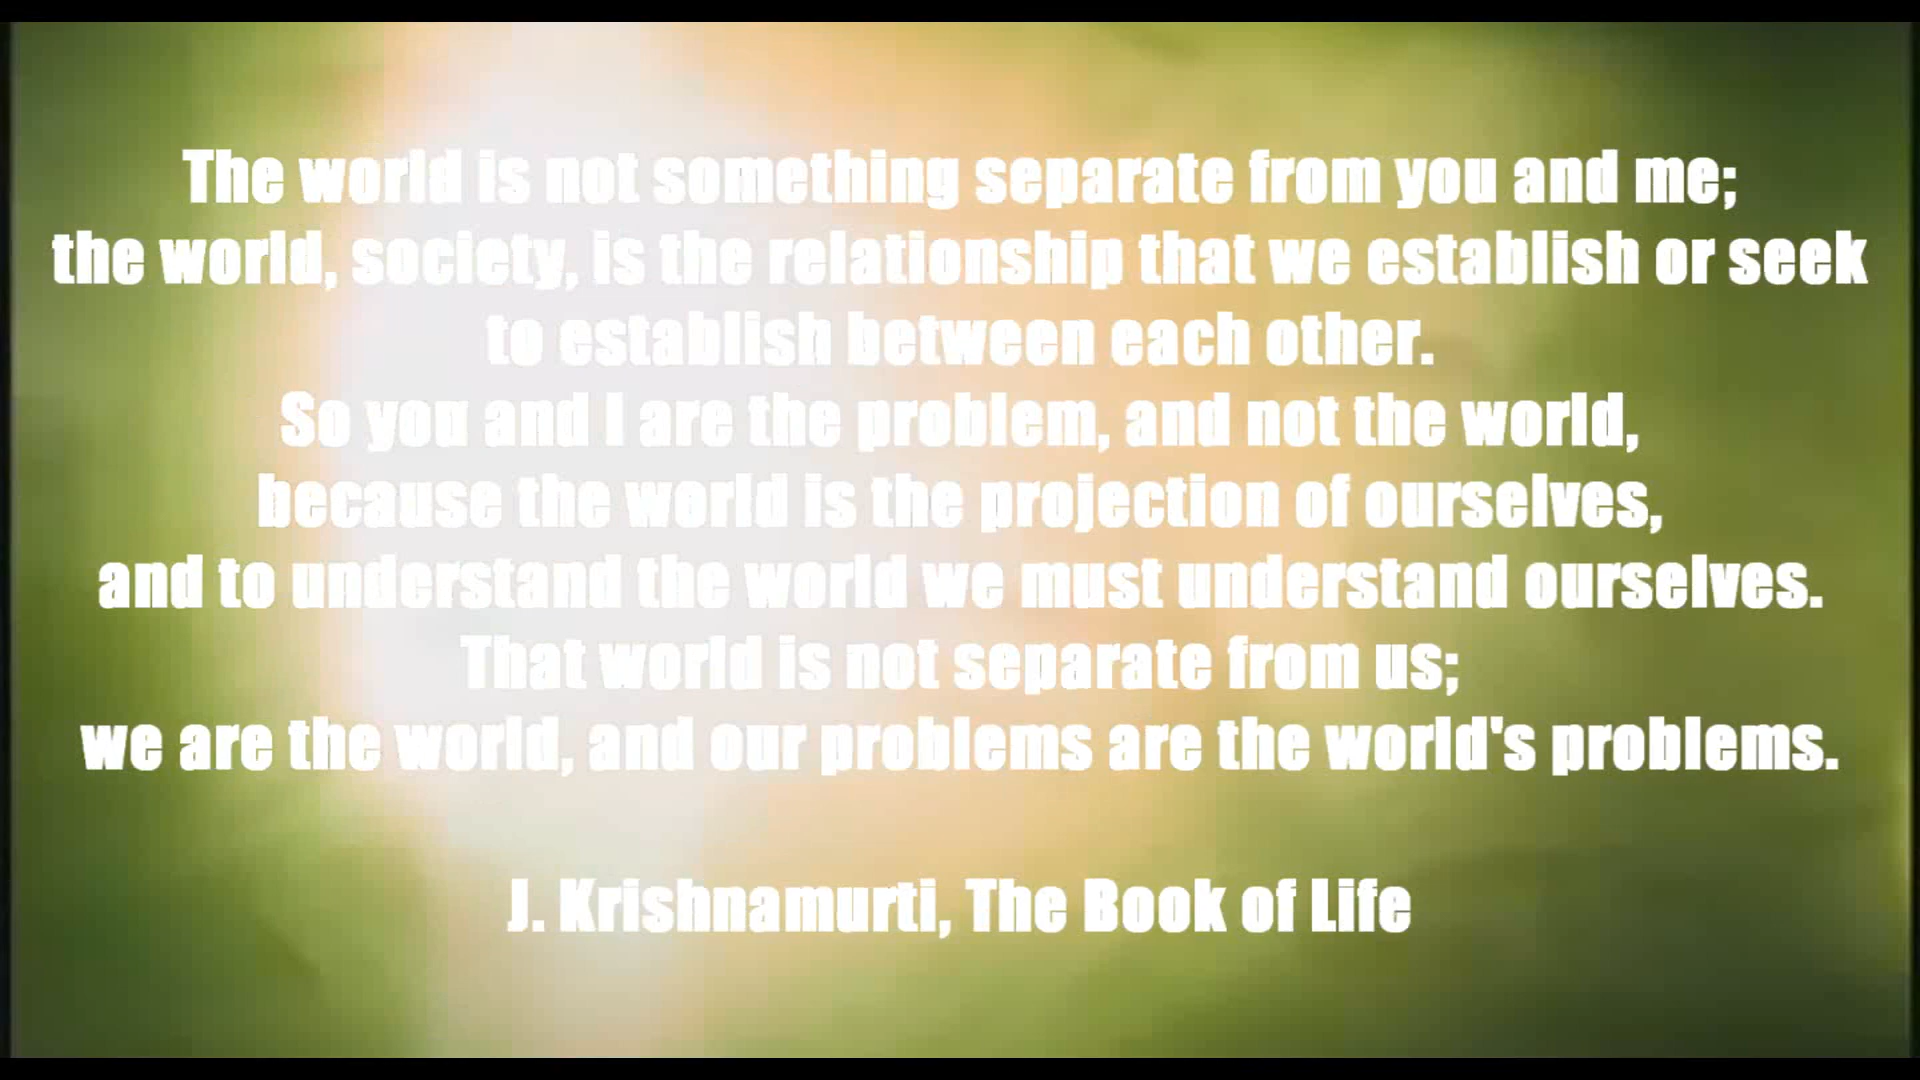 The world is not something separate from you and me;
the world, society, is the relationship that we establish or seek
to establish between each other.
So you and I are the problem, and not the world,
because the world is the projection of ourselves,
and to understand the world we must understand ourselves.
That world is not separate from us;
we are the world, and our problems are the world's problems.
J. Krishnamurti, The Book of Life